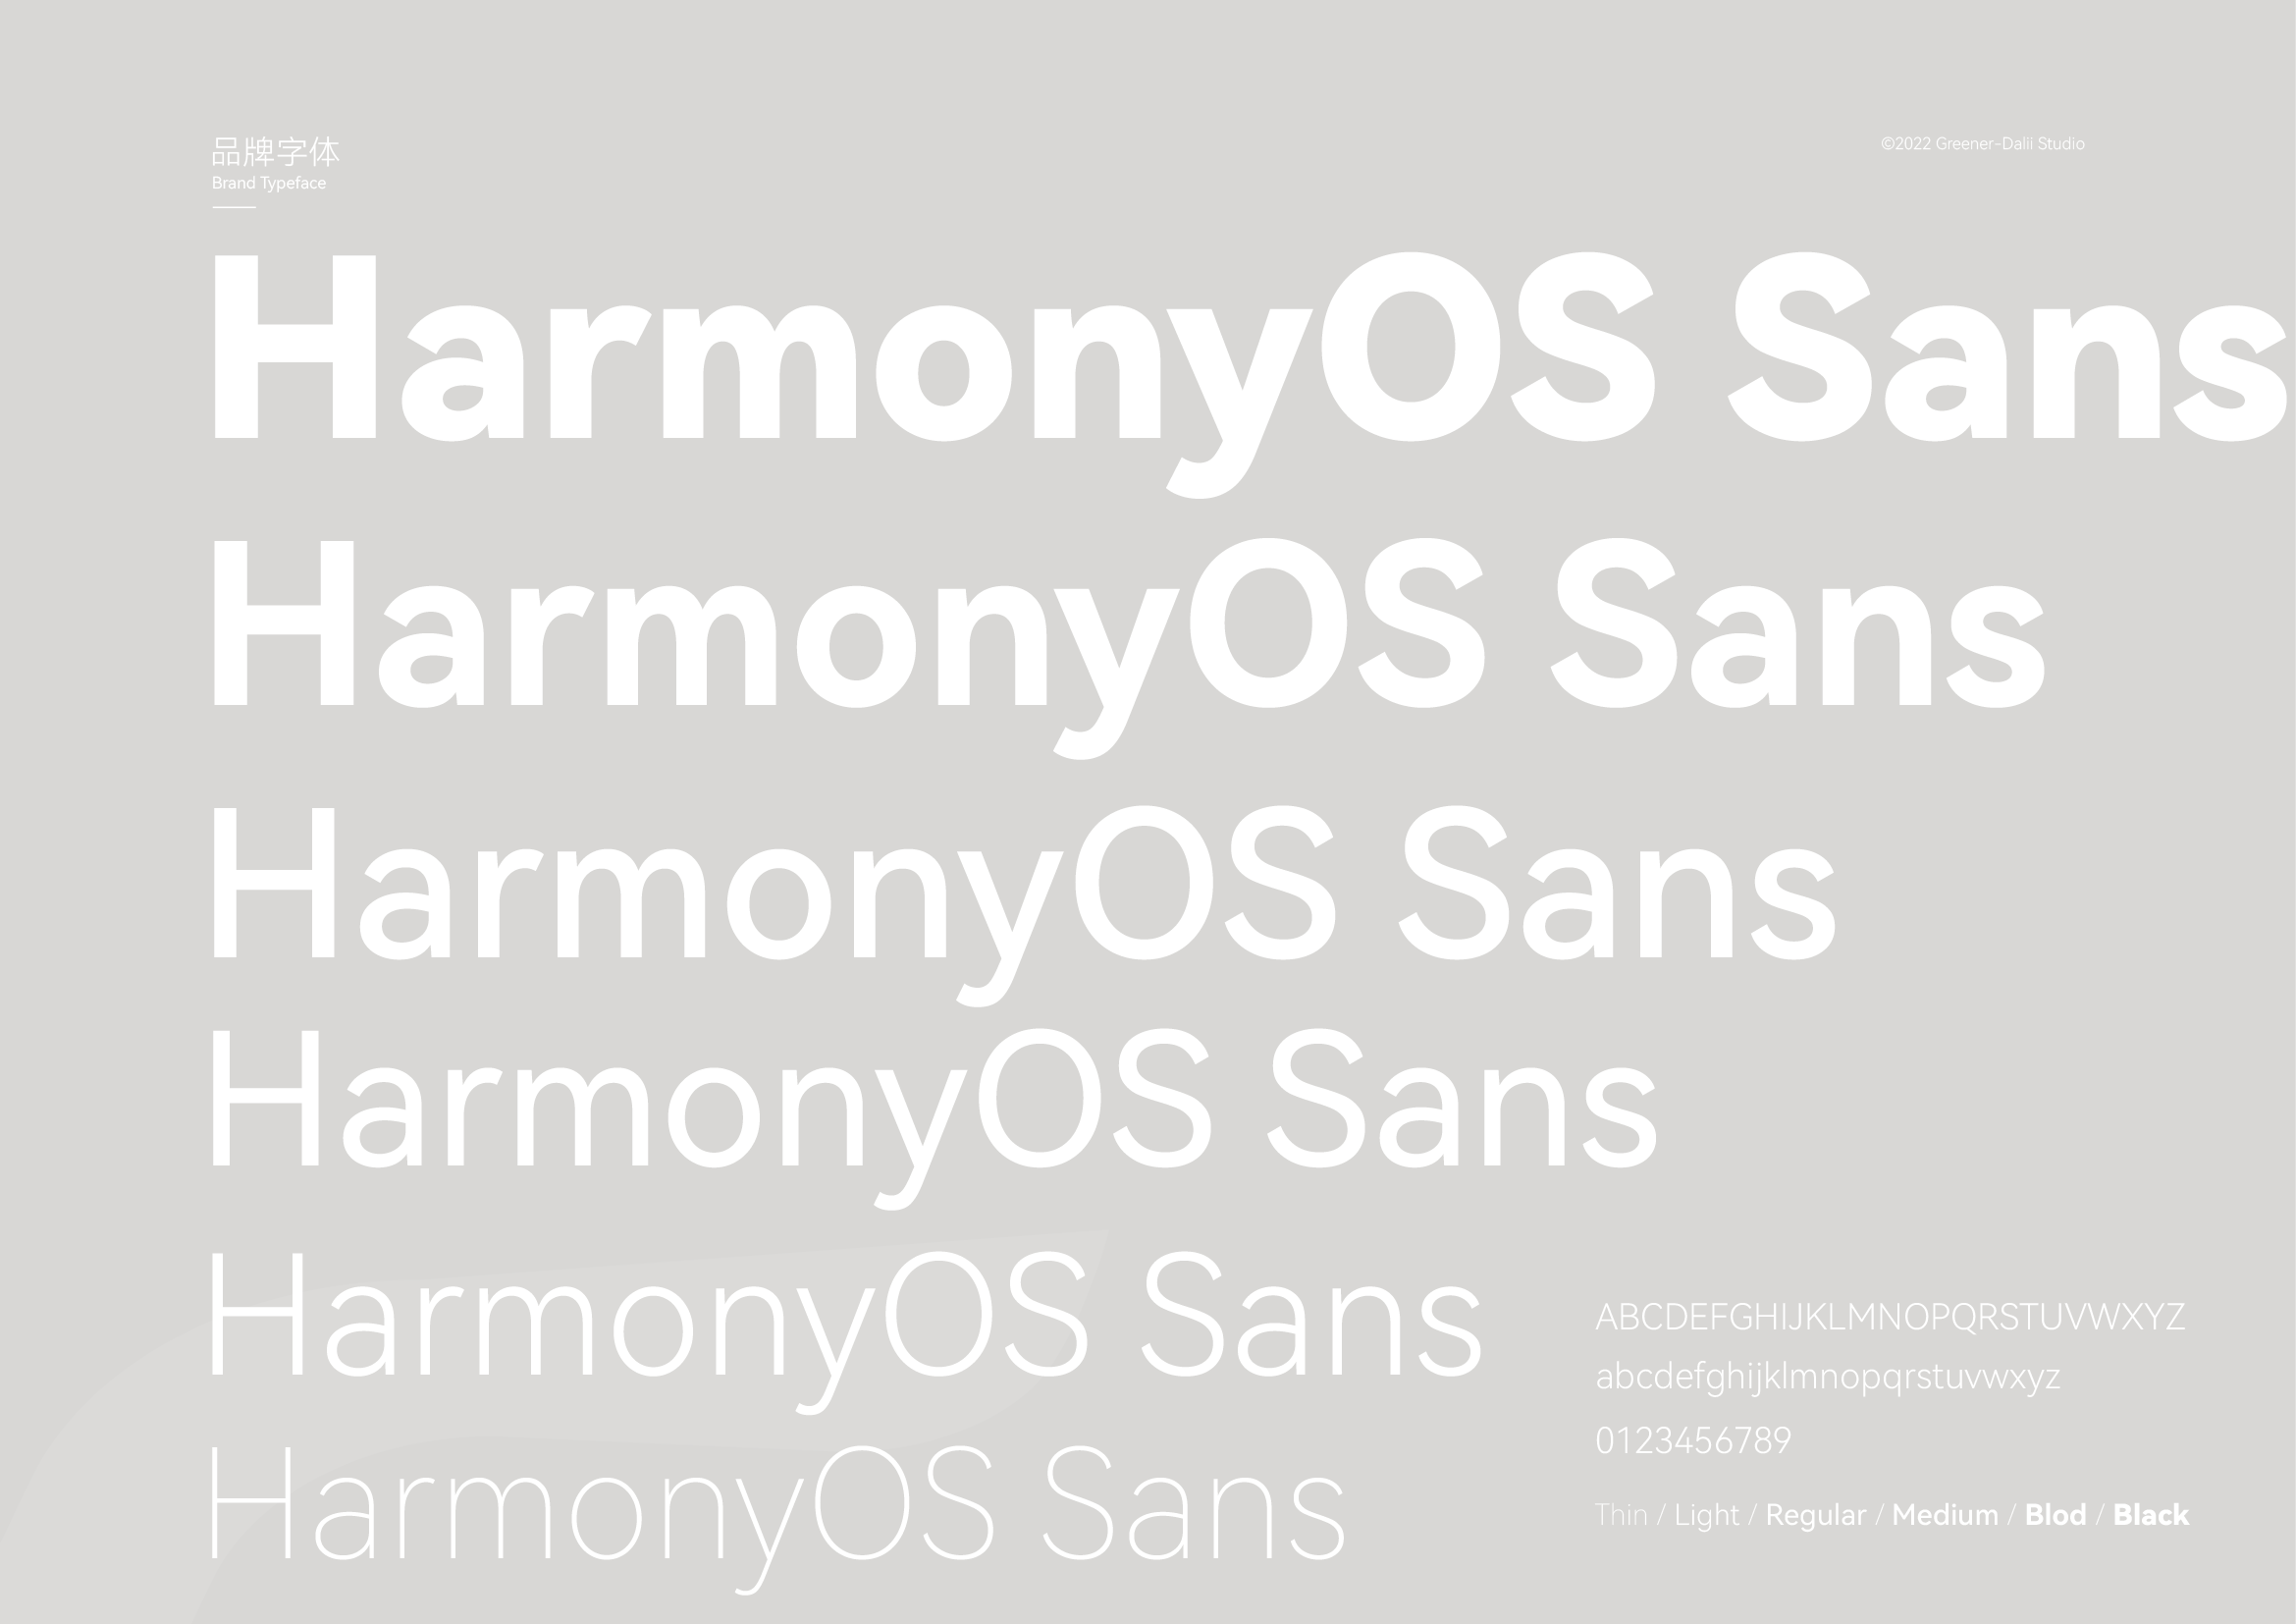 品牌字体
Brand Typeface
©2022 Greener-Dalii Studio
HarmonyOS Sans
HarmonyOS Sans
HarmonyOS Sans
HarmonyOS Sans
HarmonyOS Sans
HarmonyOS Sans
ABCDEFGHIJKLMNOPQRSTUVWXYZ
abcdefghijklmnopqrstuvwxyz
0123456789
Thin / Light / Regular / Medium / Blod / Black